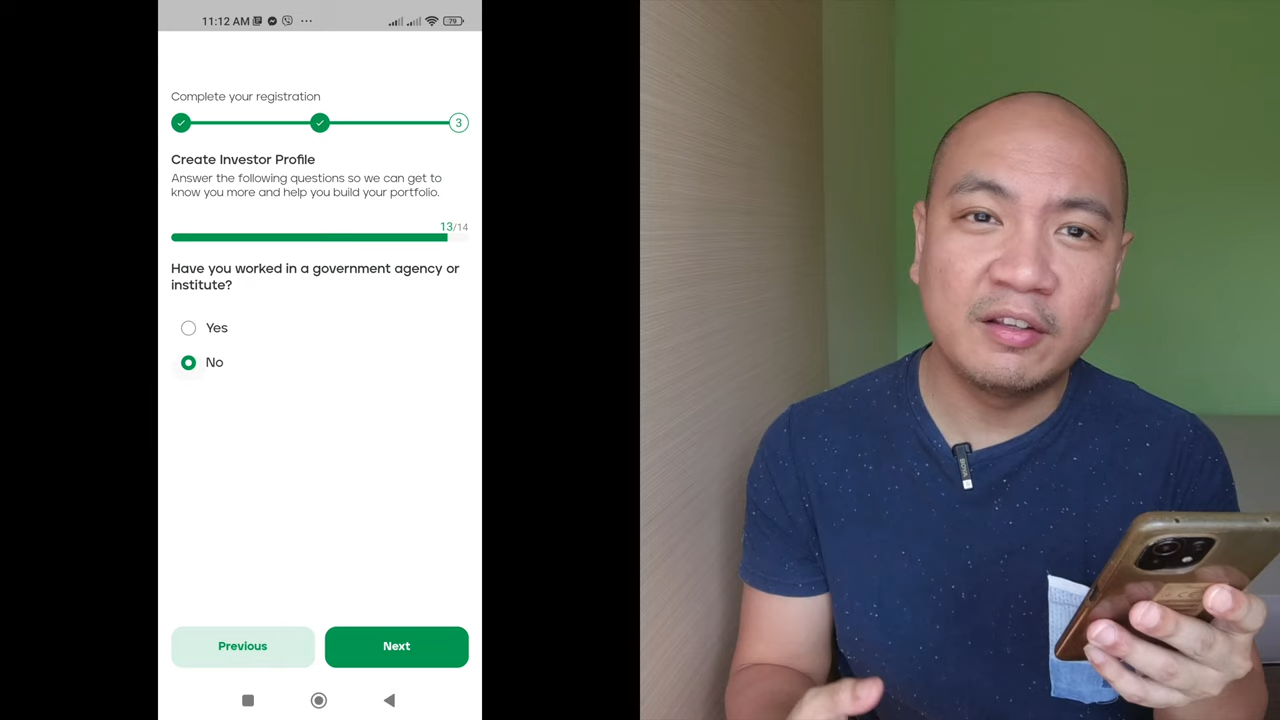 11:12 AM ...
79
Complete your registration
3
Create Investor Profile
Answer the following questions so we can get to
know you more and help you build your portfolio.
13/14
Have you worked in a government agency or
institute?
Yes
No
Previous
Next
BOYA